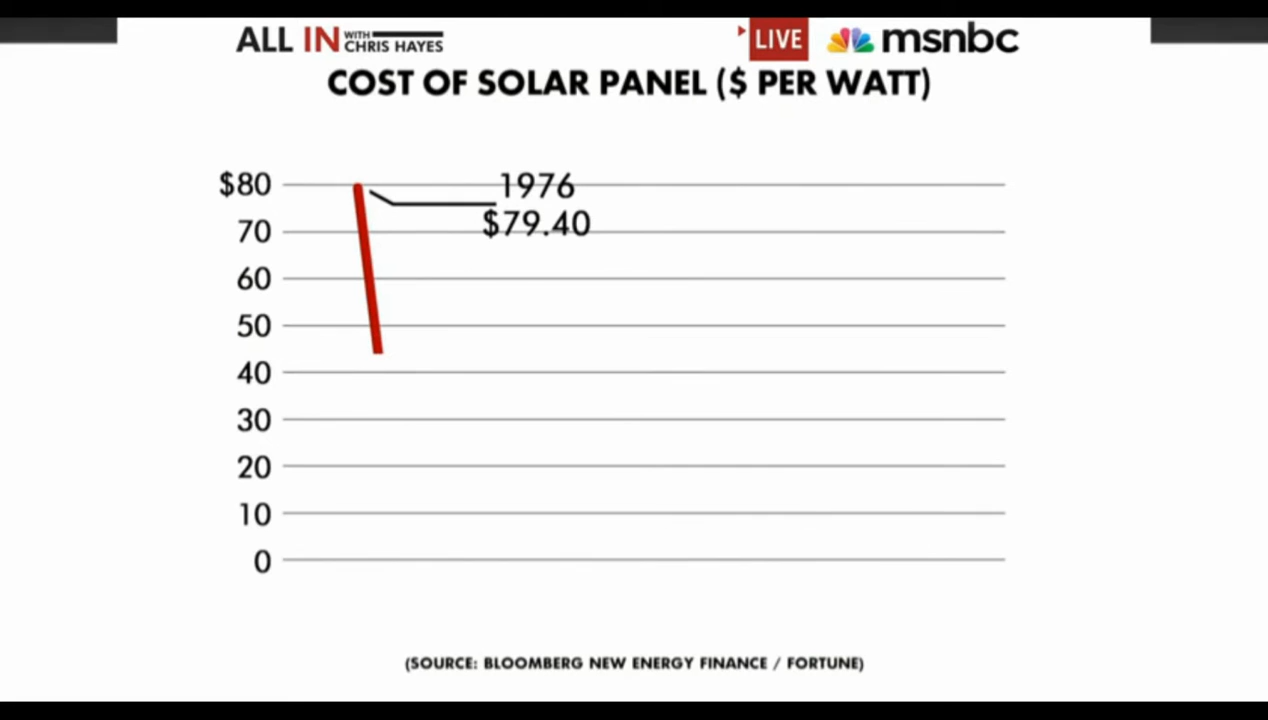 ALL IN WITH CHRIS HAYES
LIVE
msnbc
COST OF SOLAR PANEL ($ PER WATT)
$80
1976
$79.40
70
60
50
40
30
20
10
0
(SOURCE: BLOOMBERG NEW ENERGY FINANCE / FORTUNE)